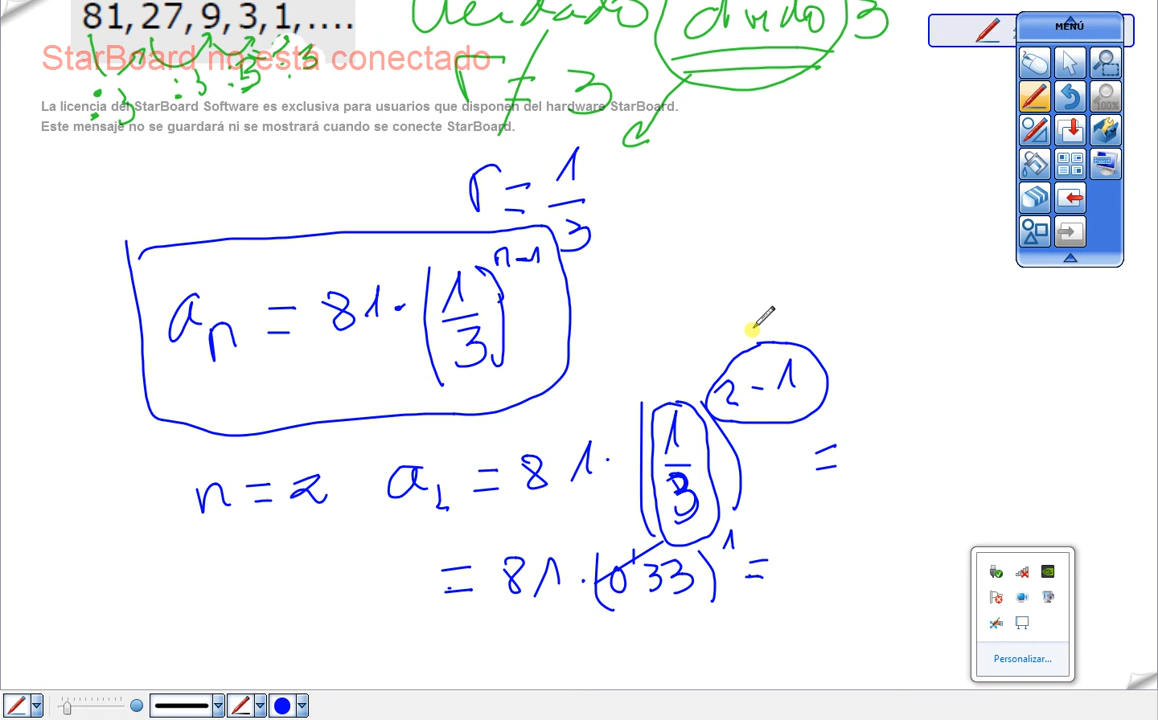 81, 27, 9, 3, 1, ....
dividido 3
: 3 : 3 : 3 : 3
StarBoard no está conectado
r = 3
La licencia del StarBoard Software es exclusiva para usuarios que disponen del hardware StarBoard.
Este mensaje no se guardará ni se mostrará cuando se conecte StarBoard.
r = 1/3
aₙ = 81 · (1/3)ⁿ⁻¹
n = 2 a₂ = 81 · (1/3)²⁻¹ =
= 81 · (0'33)¹ =
MENÚ
100%
Personalizar...